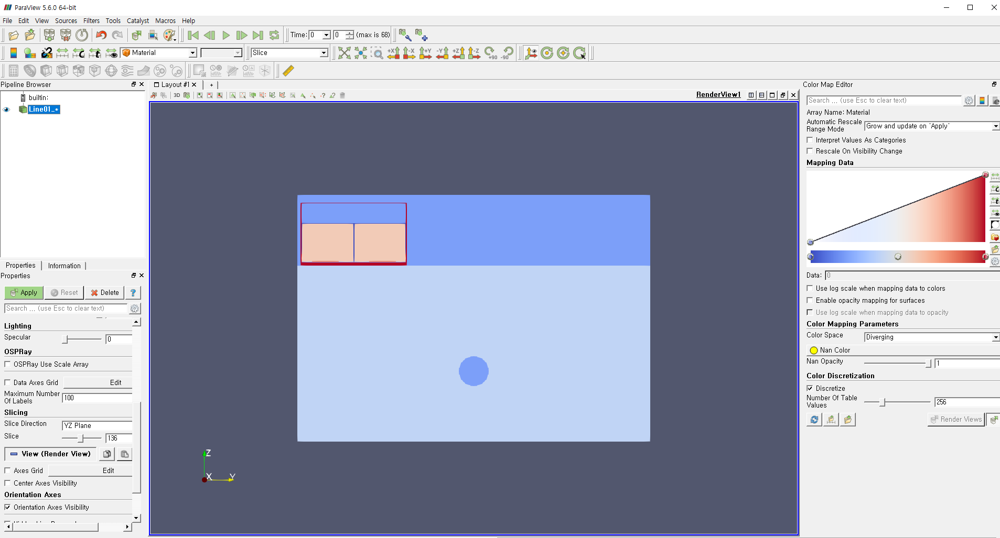 ParaView 5.6.0 64-bit
File Edit View Sources Filters Tools Catalyst Macros Help
Time: 0 0 (max is 68)
Material Slice +X -X +Y -Y +Z -Z +90 -90
Pipeline Browser
Layout #1 +
Color Map Editor
builtin:
3D
RenderView1
Line01_*
Search ... (use Esc to clear text)
Array Name: Material
Automatic Rescale
Range Mode
Grow and update on 'Apply'
Interpret Values As Categories
Rescale On Visibility Change
Mapping Data
Data: 0
Use log scale when mapping data to colors
Enable opacity mapping for surfaces
Use log scale when mapping data to opacity
Color Mapping Parameters
Color Space
Diverging
Nan Color
Nan Opacity
1
Color Discretization
Discretize
Number Of Table
Values
256
Render Views
Properties Information
Properties
Apply Reset Delete ?
Search ... (use Esc to clear text)
Lighting
Specular 0
OSPRay
OSPRay Use Scale Array
Data Axes Grid Edit
Maximum Number
Of Labels
100
Slicing
Slice Direction YZ Plane
Slice 136
View (Render View)
Axes Grid Edit
Center Axes Visibility
Orientation Axes
Orientation Axes Visibility
Z
X Y